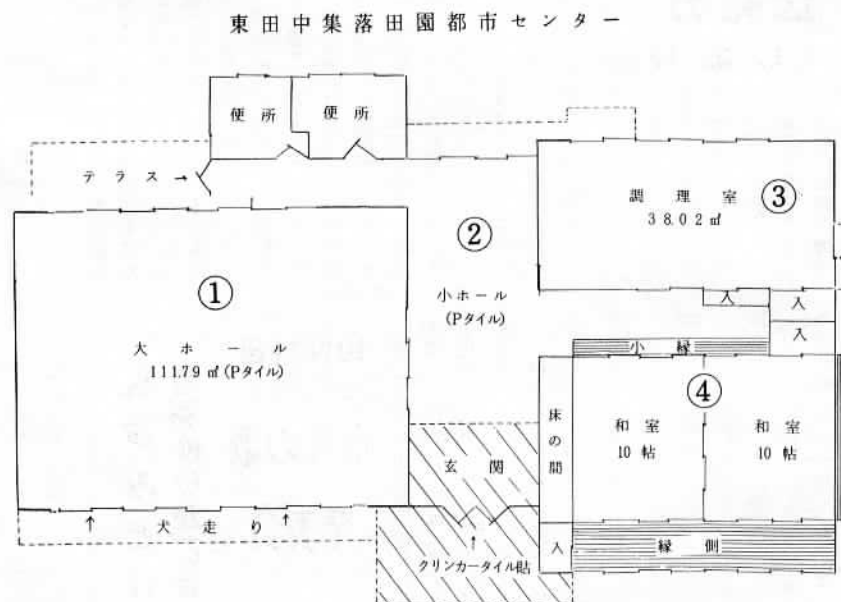 東田中集落田園都市センター
便所
便所
テラス→
調理室
38.02㎡
③
②
①
小ホール
(Pタイル)
入
入
入
大ホール
111.79㎡(Pタイル)
小縁
④
床の間
和室
10帖
和室
10帖
玄関
犬走り
入
縁側
クリンカータイル貼